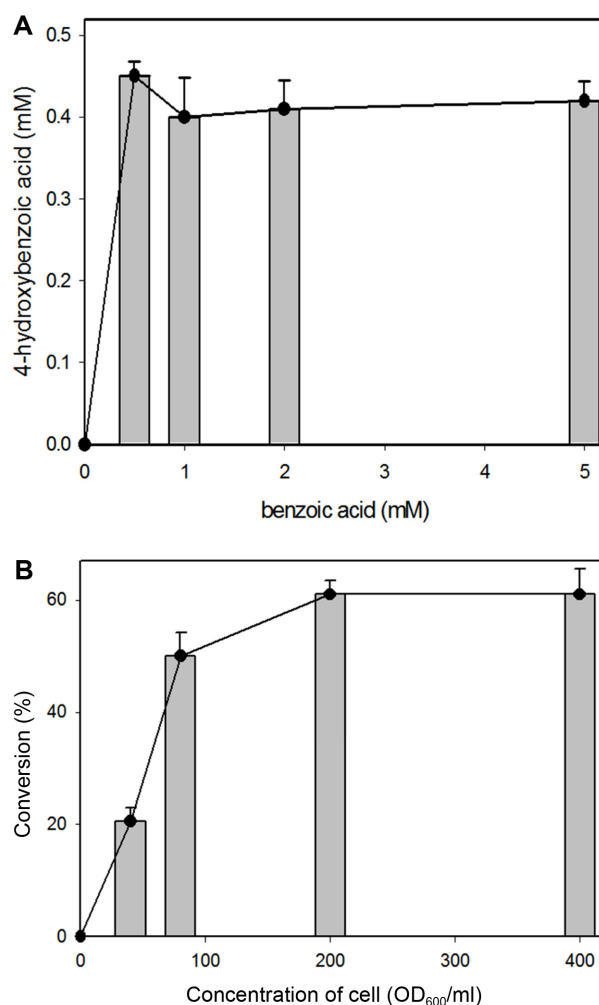 A
4-hydroxybenzoic acid (mM)
0.5
0.4
0.3
0.2
0.1
0.0
0 1 2 3 4 5
benzoic acid (mM)
B
Conversion (%)
60
40
20
0
0 100 200 300 400
Concentration of cell (OD₆₀₀/ml)